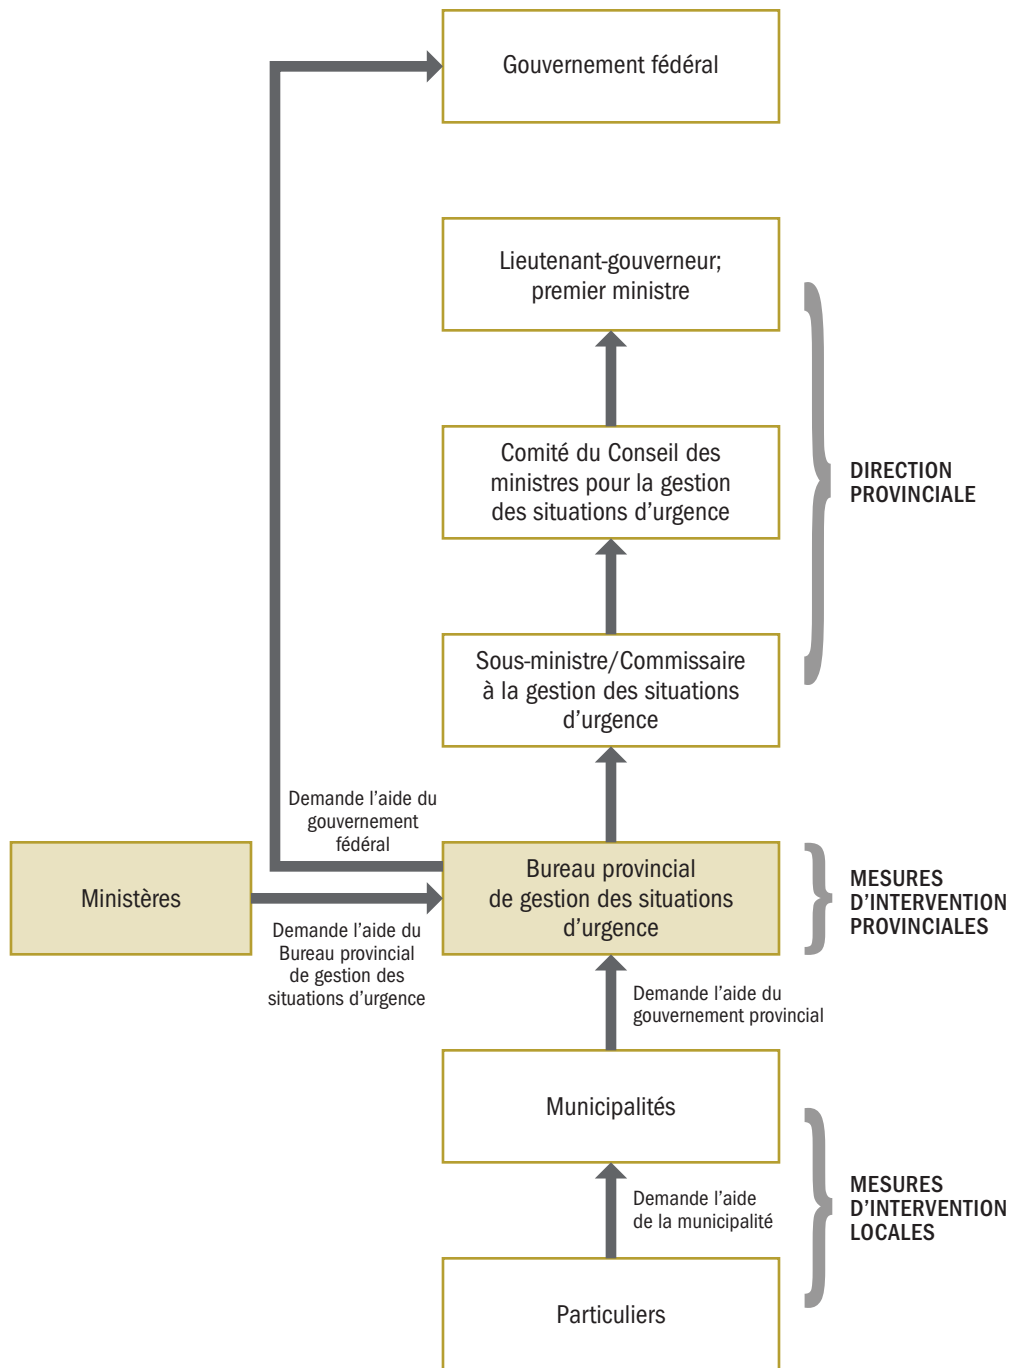 Gouvernement fédéral
Lieutenant-gouverneur;
premier ministre
Comité du Conseil des
ministres pour la gestion
des situations d'urgence
DIRECTION
PROVINCIALE
Sous-ministre/Commissaire
à la gestion des situations
d'urgence
Demande l'aide du
gouvernement
fédéral
Ministères
Bureau provincial
de gestion des situations
d'urgence
MESURES
D'INTERVENTION
PROVINCIALES
Demande l'aide du
Bureau provincial
de gestion des
situations d'urgence
Demande l'aide du
gouvernement provincial
Municipalités
Demande l'aide
de la municipalité
MESURES
D'INTERVENTION
LOCALES
Particuliers